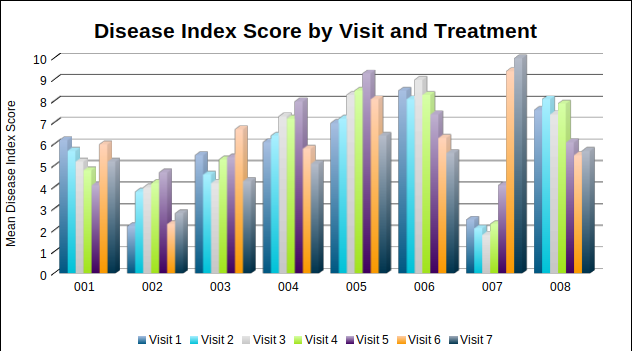 Disease Index Score by Visit and Treatment
Mean Disease Index Score
10
9
8
7
6
5
4
3
2
1
0
001 002 003 004 005 006 007 008
Visit 1 Visit 2 Visit 3 Visit 4 Visit 5 Visit 6 Visit 7